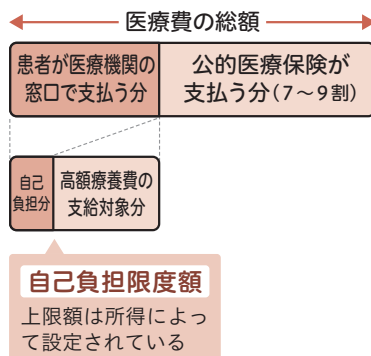 医療費の総額
患者が医療機関の
窓口で支払う分
公的医療保険が
支払う分（7〜9割）
自己
負担分
高額療養費の
支給対象分
自己負担限度額
上限額は所得によっ
て設定されている